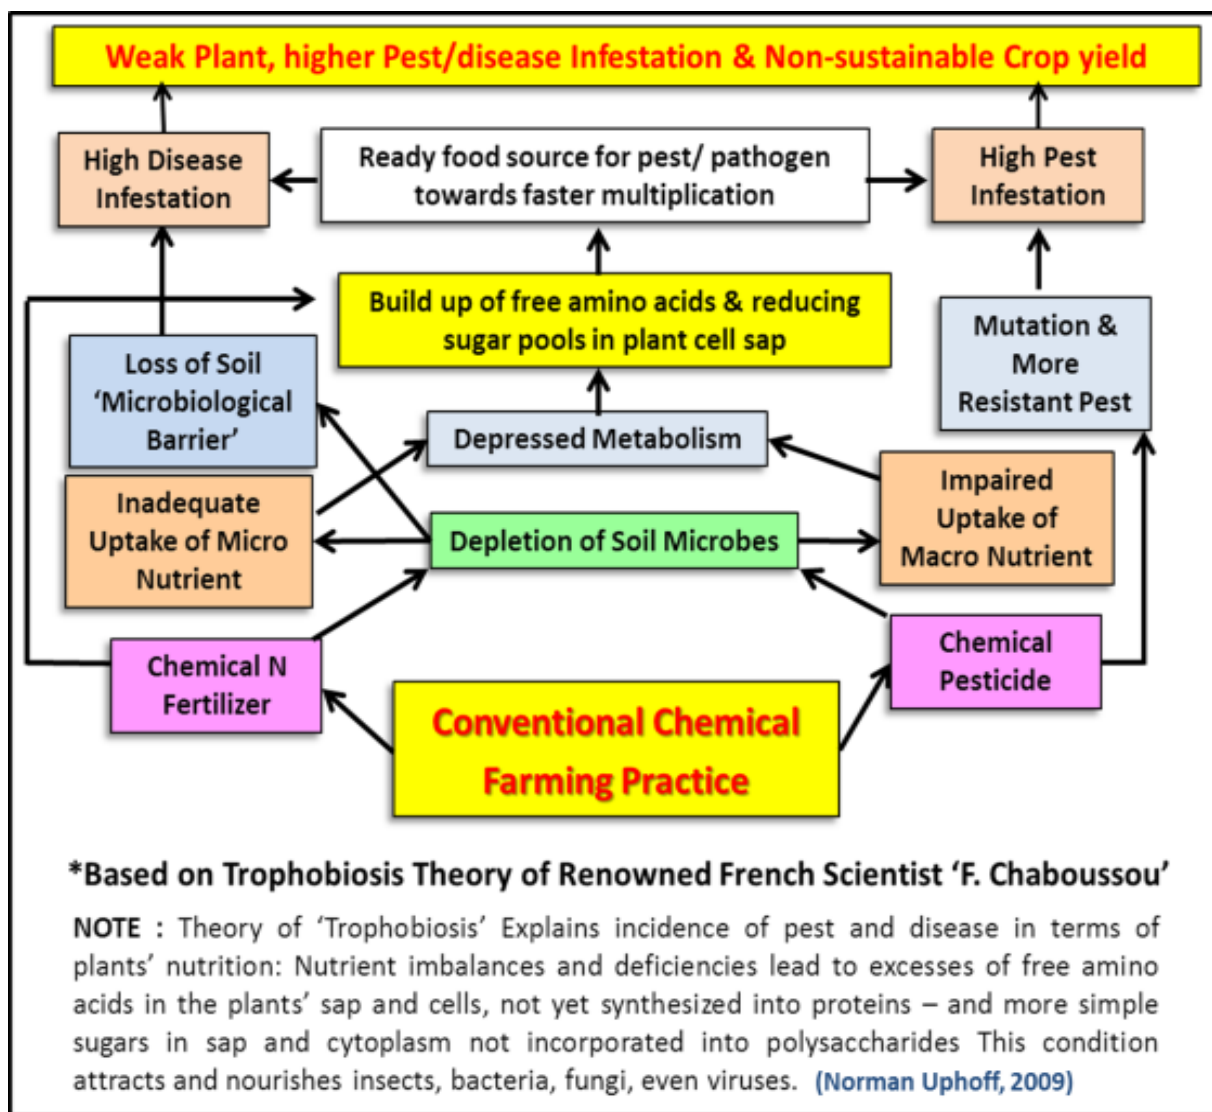 Weak Plant, higher Pest/disease Infestation & Non-sustainable Crop yield
High Disease
Infestation
Ready food source for pest/ pathogen
towards faster multiplication
High Pest
Infestation
Build up of free amino acids & reducing
sugar pools in plant cell sap
Mutation &
More
Resistant Pest
Loss of Soil
‘Microbiological
Barrier’
Depressed Metabolism
Inadequate
Uptake of Micro
Nutrient
Depletion of Soil Microbes
Impaired
Uptake of
Macro Nutrient
Chemical N
Fertilizer
Chemical
Pesticide
Conventional Chemical
Farming Practice
*Based on Trophobiosis Theory of Renowned French Scientist ‘F. Chaboussou’
NOTE : Theory of ‘Trophobiosis’ Explains incidence of pest and disease in terms of
plants’ nutrition: Nutrient imbalances and deficiencies lead to excesses of free amino
acids in the plants’ sap and cells, not yet synthesized into proteins – and more simple
sugars in sap and cytoplasm not incorporated into polysaccharides This condition
attracts and nourishes insects, bacteria, fungi, even viruses. (Norman Uphoff, 2009)